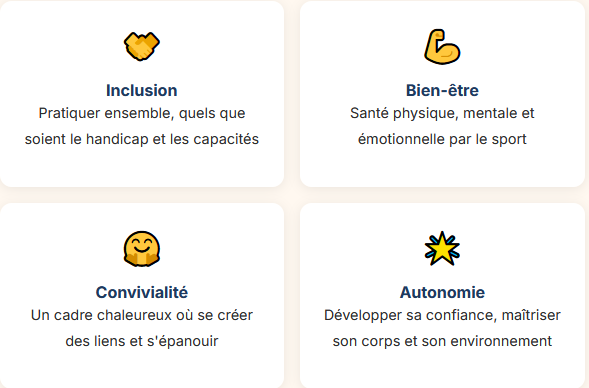 Inclusion
Pratiquer ensemble, quels que
soient le handicap et les capacités
Bien-être
Santé physique, mentale et
émotionnelle par le sport
Convivialité
Un cadre chaleureux où se créer
des liens et s'épanouir
Autonomie
Développer sa confiance, maîtriser
son corps et son environnement